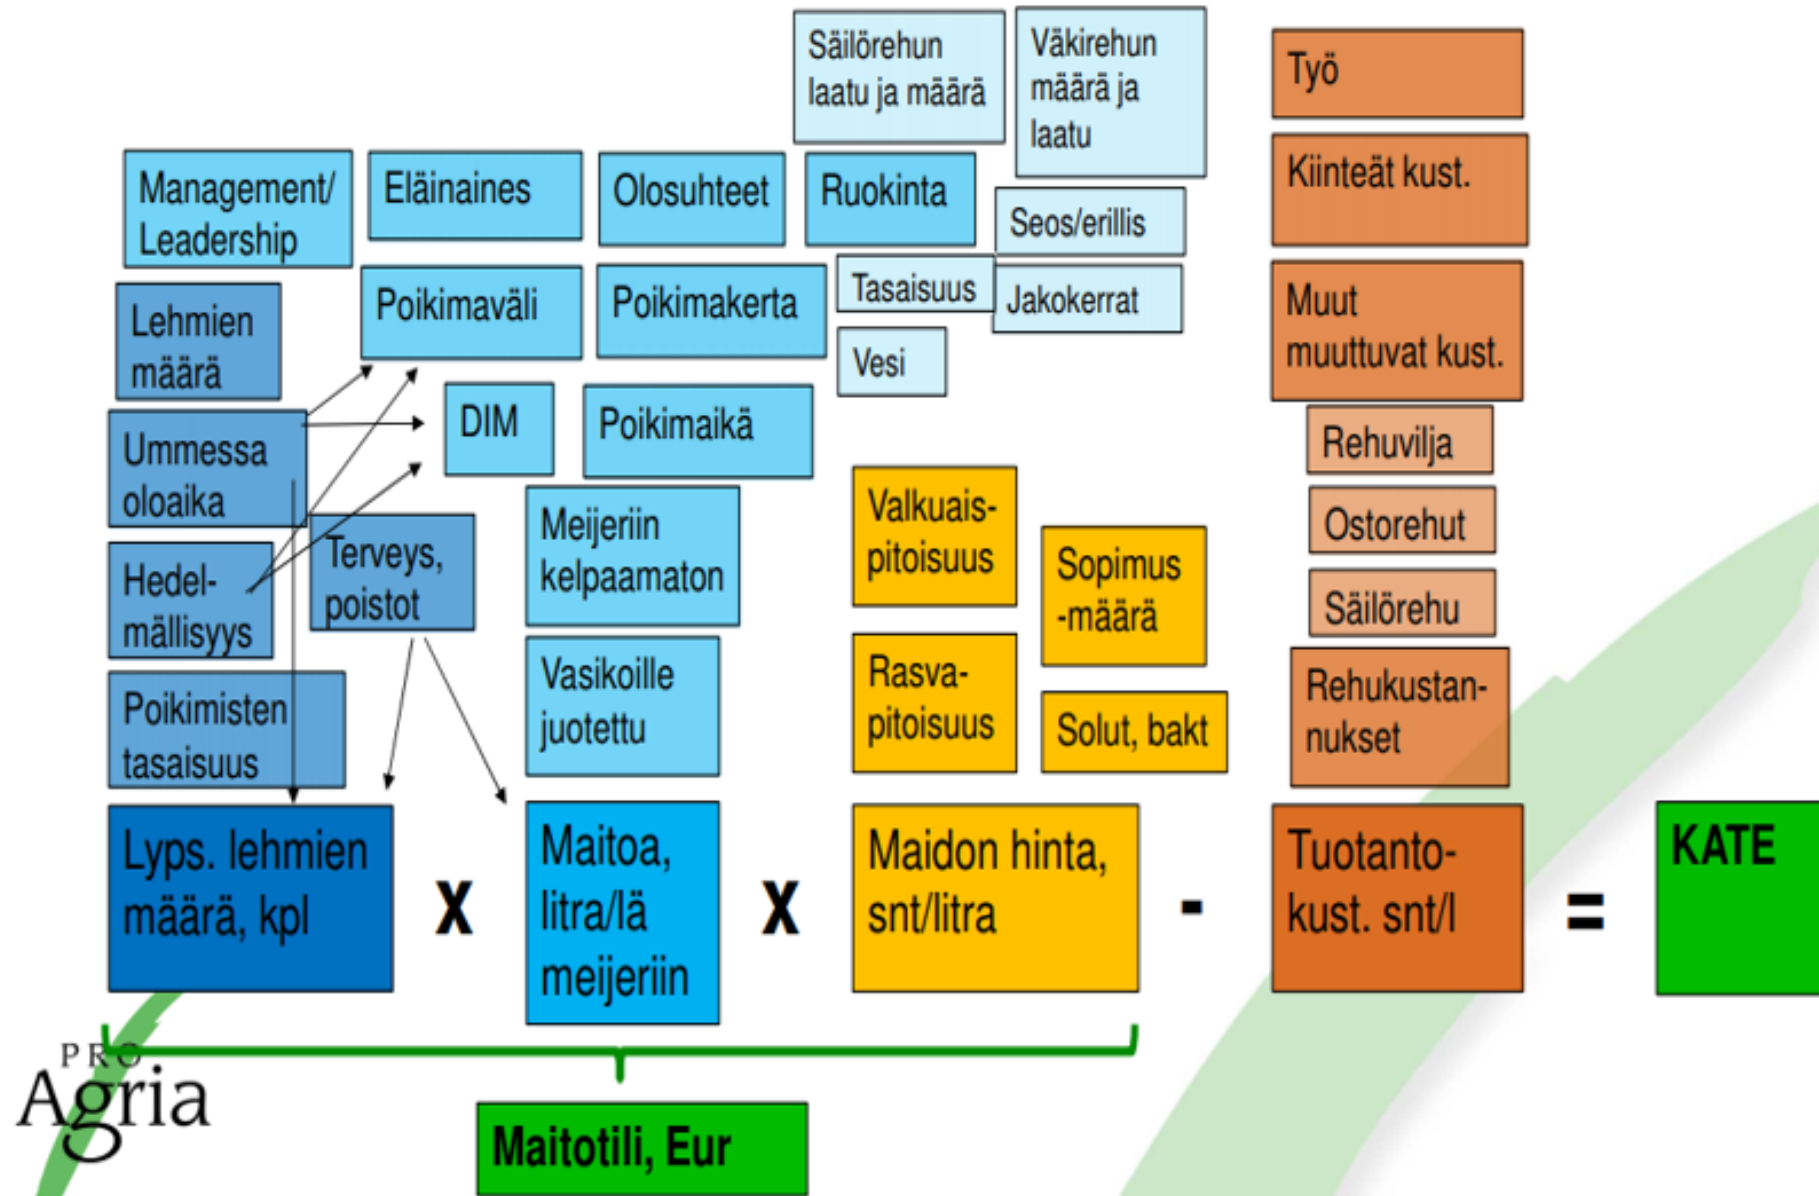 Säilörehun
laatu ja määrä
Väkirehun
määrä ja
laatu
Työ
Management/
Leadership
Eläinaines
Olosuhteet
Ruokinta
Seos/erillis
Kiinteät kust.
Lehmien
määrä
Poikimaväli
Poikimakerta
Tasaisuus
Jakokerrat
Vesi
Muut
muuttuvat kust.
Ummessa
oloaika
DIM
Poikimaikä
Rehuvilja
Hedel-
mällisyys
Terveys,
poistot
Meijeriin
kelpaamaton
Valkuais-
pitoisuus
Sopimus
-määrä
Ostorehut
Säilörehu
Poikimisten
tasaisuus
Vasikoille
juotettu
Rasva-
pitoisuus
Solut, bakt
Rehukustan-
nukset
Lyps. lehmien
määrä, kpl
x
Maitoa,
litra/lä
meijeriin
x
Maidon hinta,
snt/litra
-
Tuotanto-
kust. snt/l
=
KATE
PRO
Agria
Maitotili, Eur